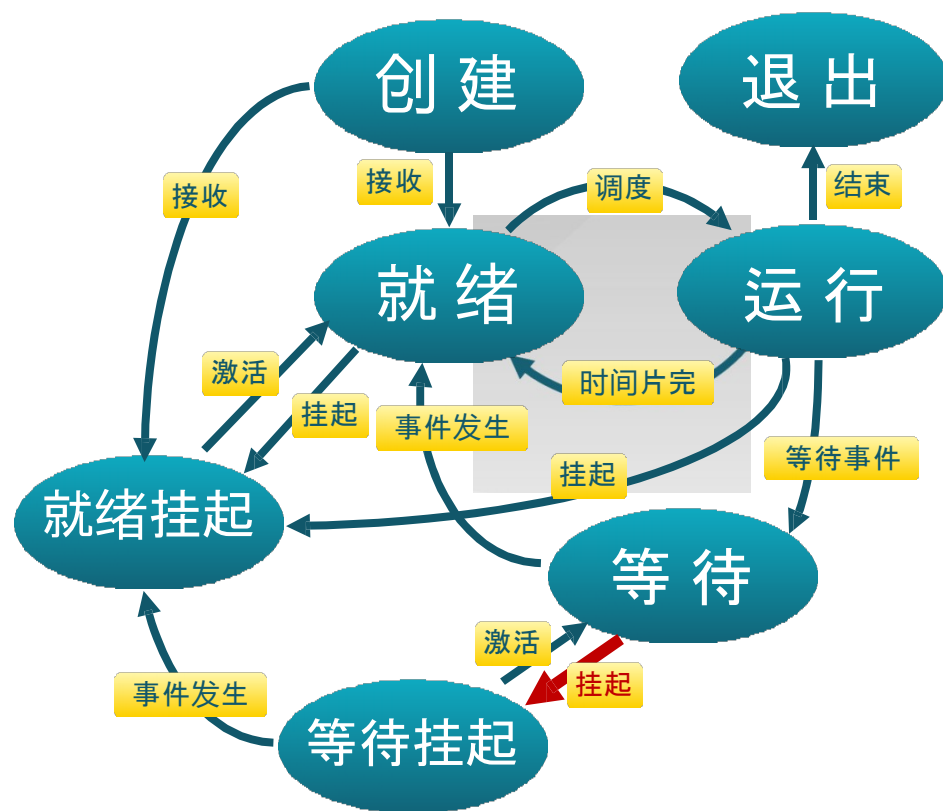 创建
退出
接收
接收
调度
结束
就绪
运行
激活
挂起
时间片完
事件发生
挂起
等待事件
就绪挂起
等待
激活
挂起
事件发生
等待挂起